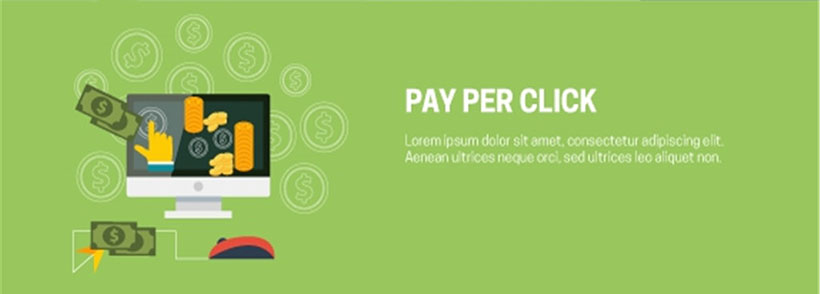 PAY PER CLICK
Lorem ipsum dolor sit amet, consectetur adipiscing elit.
Aenean ultrices neque orci, sed ultrices leo aliquet non.